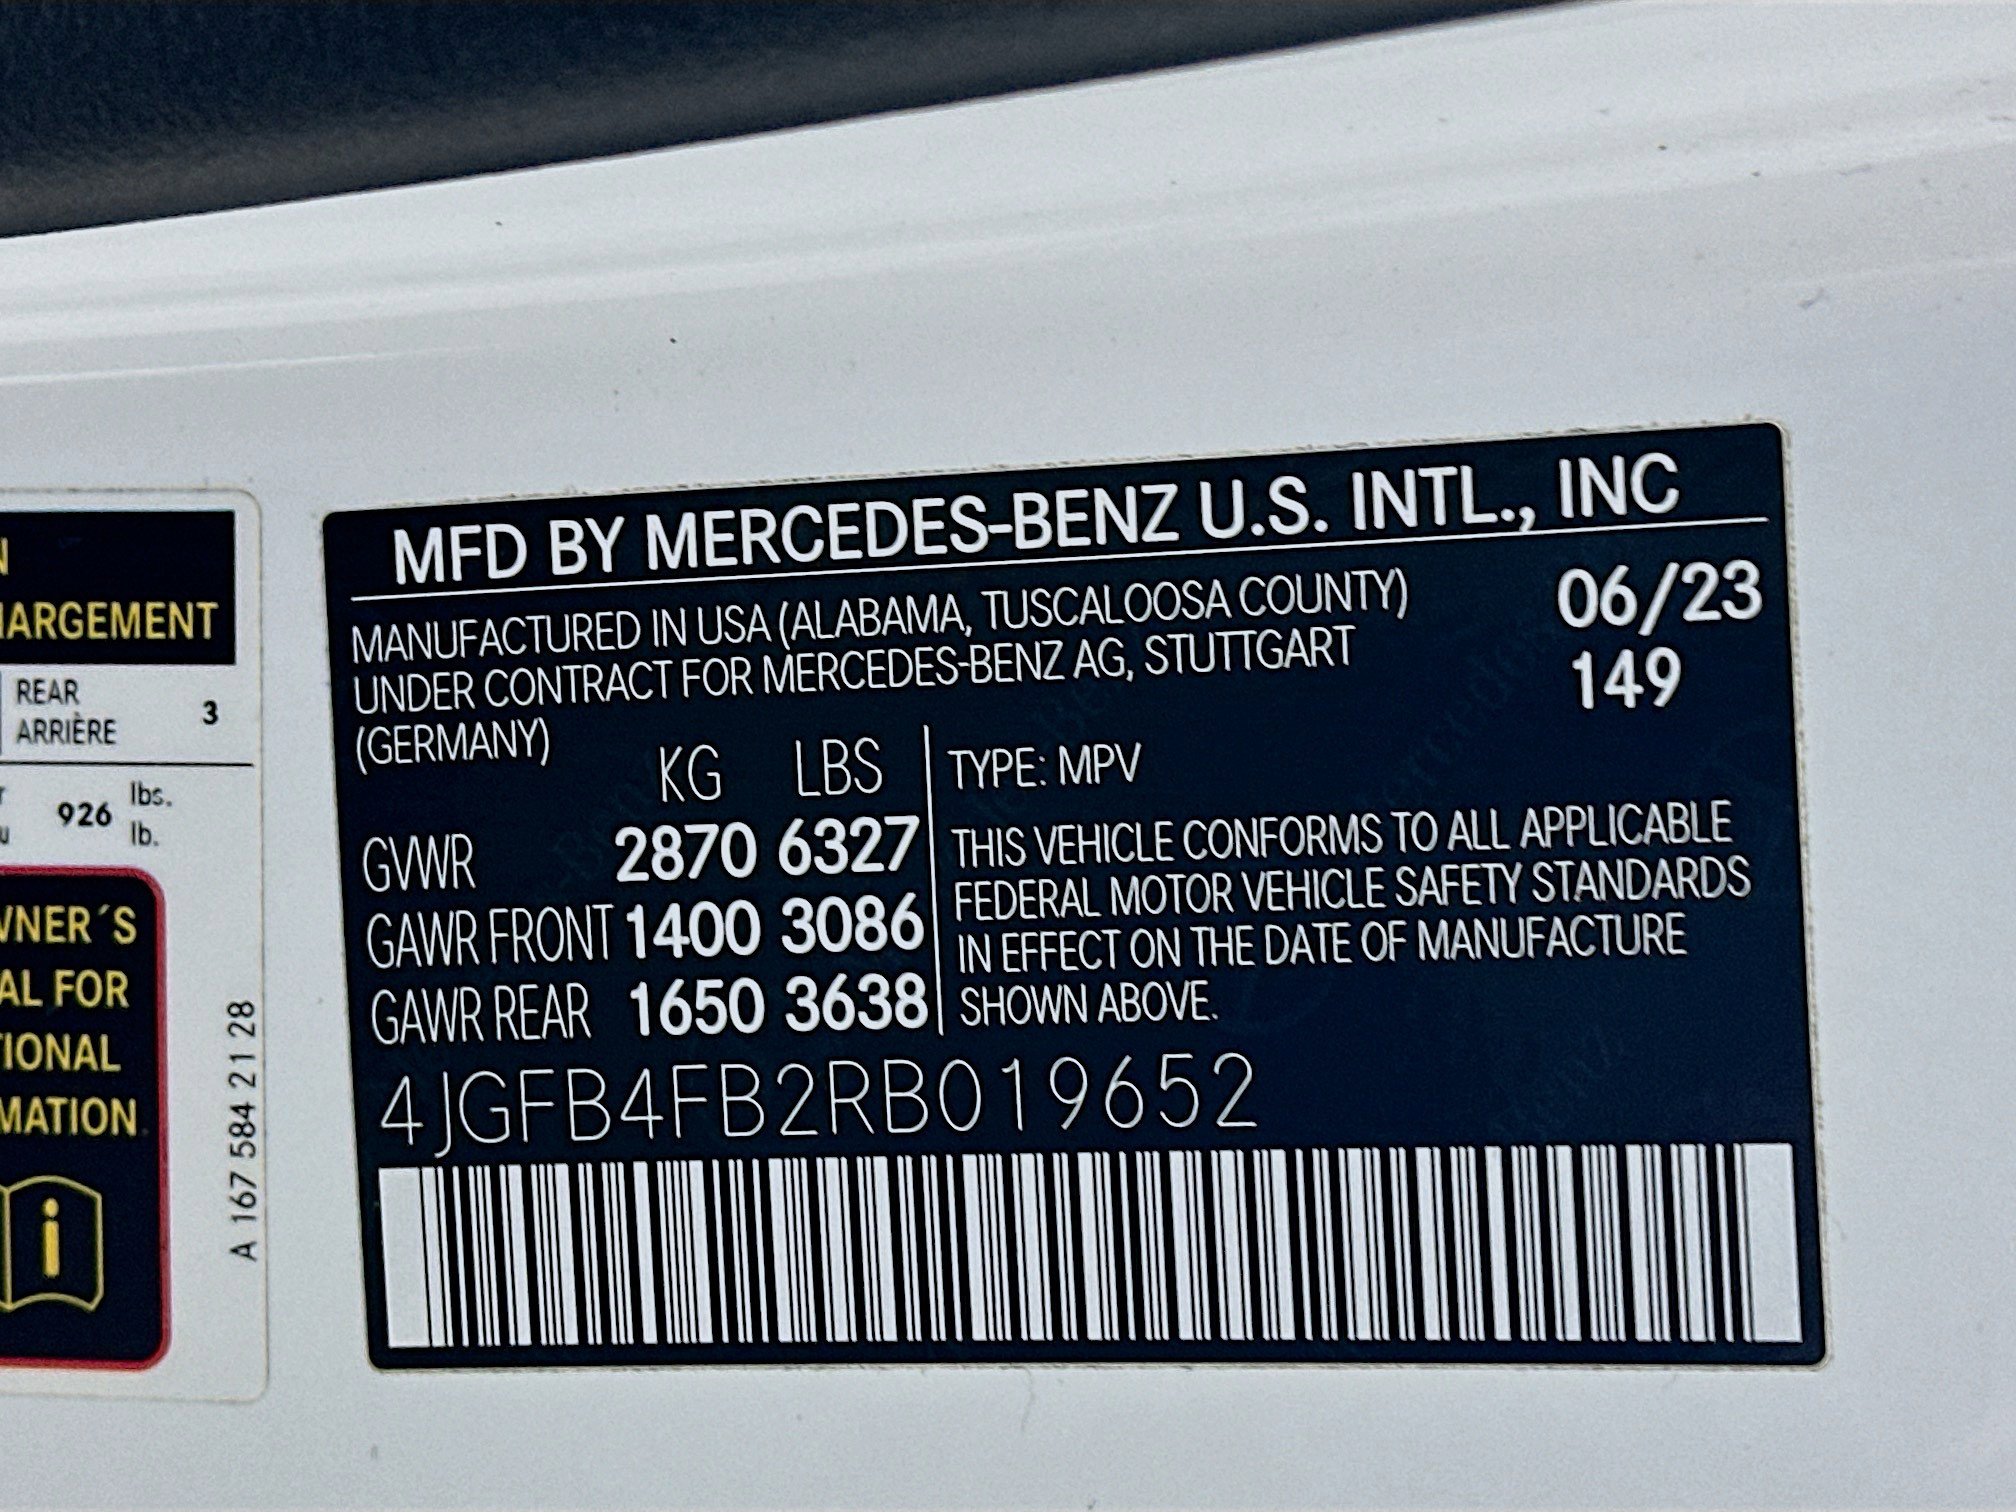 N
HARGEMENT
REAR
ARRIÈRE
3
926
lbs.
lb.
WNER´S
AL FOR
TIONAL
MATION
i
A 167 584 21 28
MFD BY MERCEDES-BENZ U.S. INTL., INC
MANUFACTURED IN USA (ALABAMA, TUSCALOOSA COUNTY)
UNDER CONTRACT FOR MERCEDES-BENZ AG, STUTTGART
(GERMANY)
06/23
149
KG LBS
GVWR 2870 6327
GAWR FRONT 1400 3086
GAWR REAR 1650 3638
TYPE: MPV
THIS VEHICLE CONFORMS TO ALL APPLICABLE
FEDERAL MOTOR VEHICLE SAFETY STANDARDS
IN EFFECT ON THE DATE OF MANUFACTURE
SHOWN ABOVE.
4JGFB4FB2RB019652